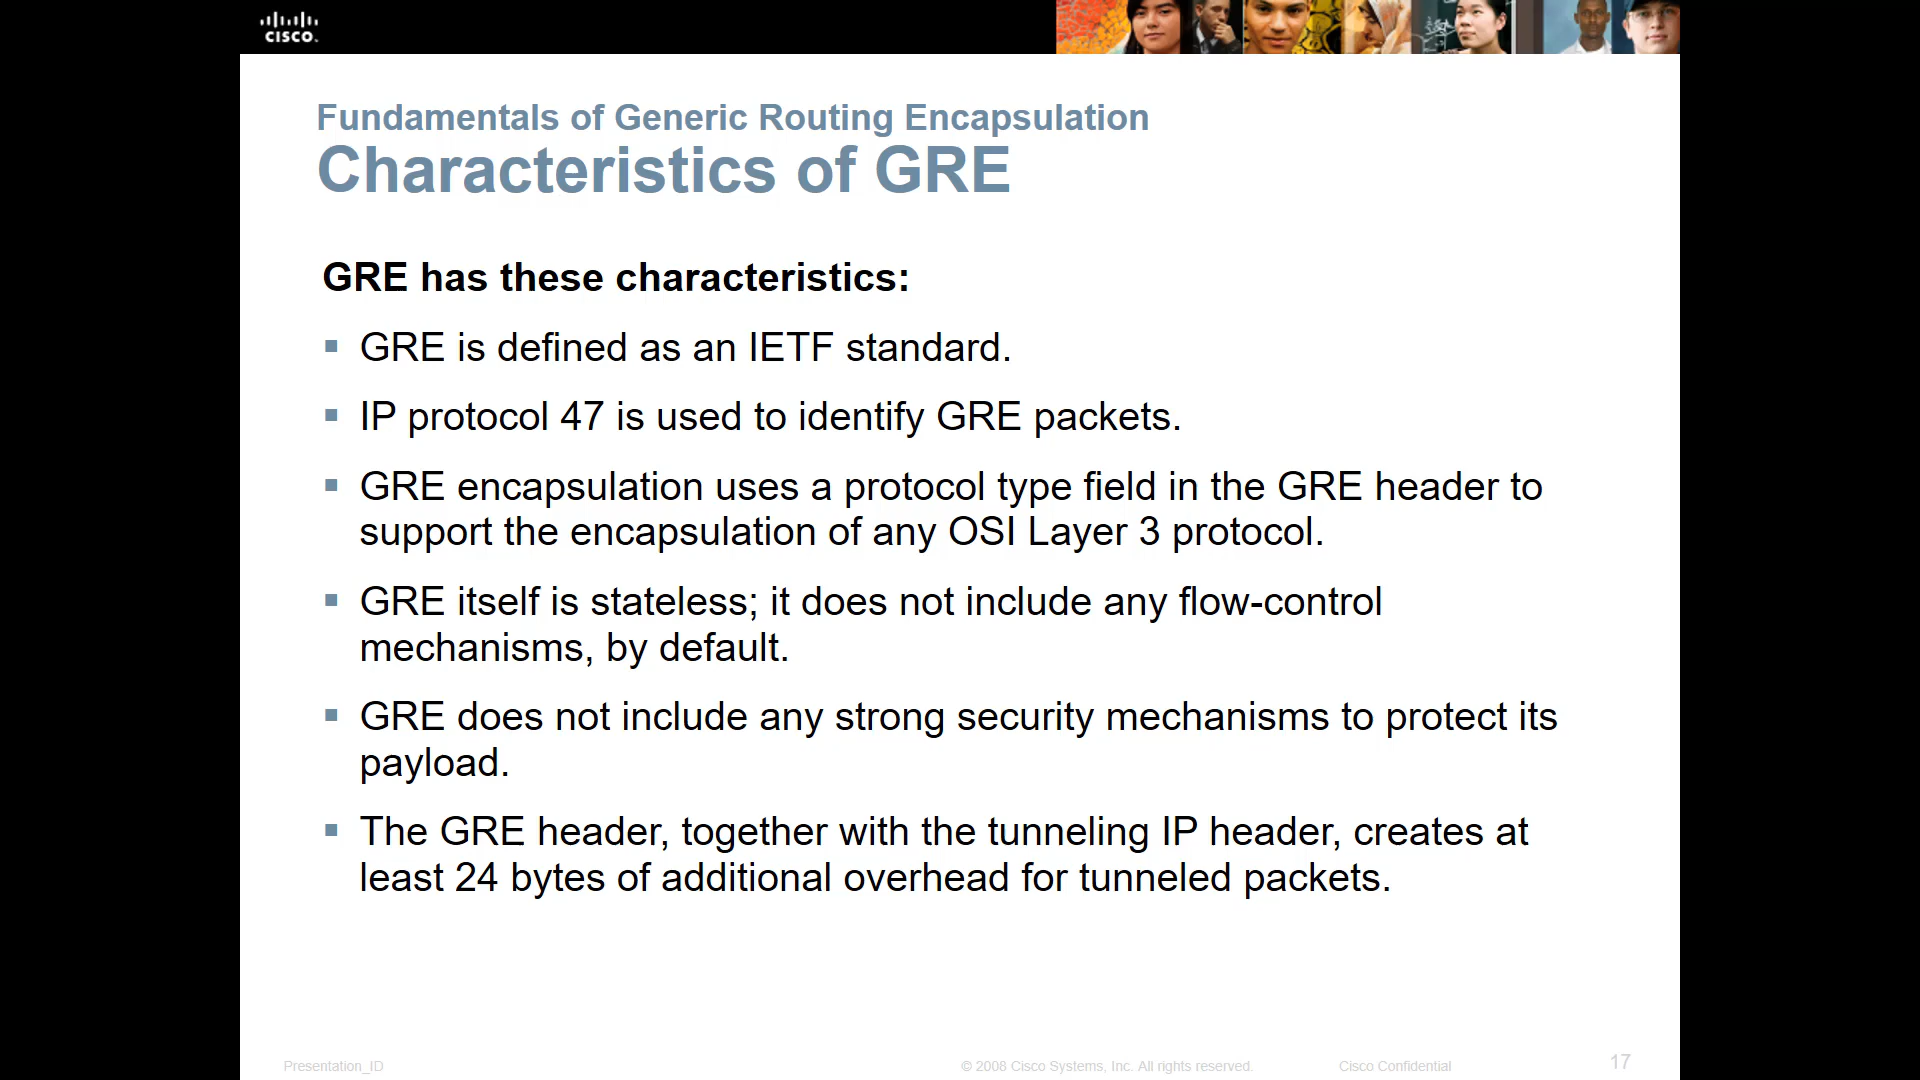 CISCO.
Fundamentals of Generic Routing Encapsulation
Characteristics of GRE
GRE has these characteristics:
▪ GRE is defined as an IETF standard.
▪ IP protocol 47 is used to identify GRE packets.
▪ GRE encapsulation uses a protocol type field in the GRE header to
support the encapsulation of any OSI Layer 3 protocol.
▪ GRE itself is stateless; it does not include any flow-control
mechanisms, by default.
▪ GRE does not include any strong security mechanisms to protect its
payload.
▪ The GRE header, together with the tunneling IP header, creates at
least 24 bytes of additional overhead for tunneled packets.
Presentation_ID © 2008 Cisco Systems, Inc. All rights reserved. Cisco Confidential 17